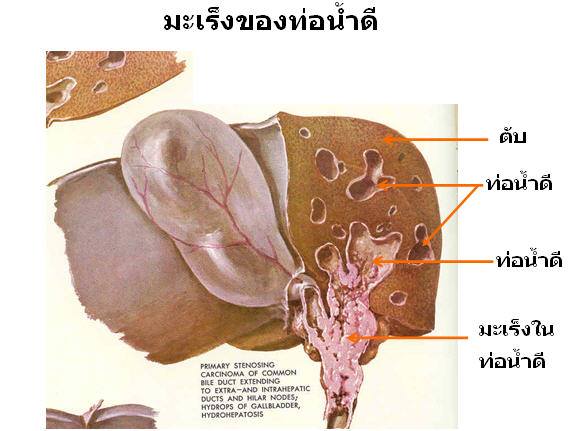 มะเร็งของท่อน้ำดี
ตับ
ท่อน้ำดี
ท่อน้ำดี
มะเร็งใน
ท่อน้ำดี
PRIMARY STENOSING
CARCINOMA OF COMMON
BILE DUCT EXTENDING
TO EXTRA—AND INTRAHEPATIC
DUCTS AND HILAR NODES;
HYDROPS OF GALLBLADDER,
HYDROHEPATOSIS